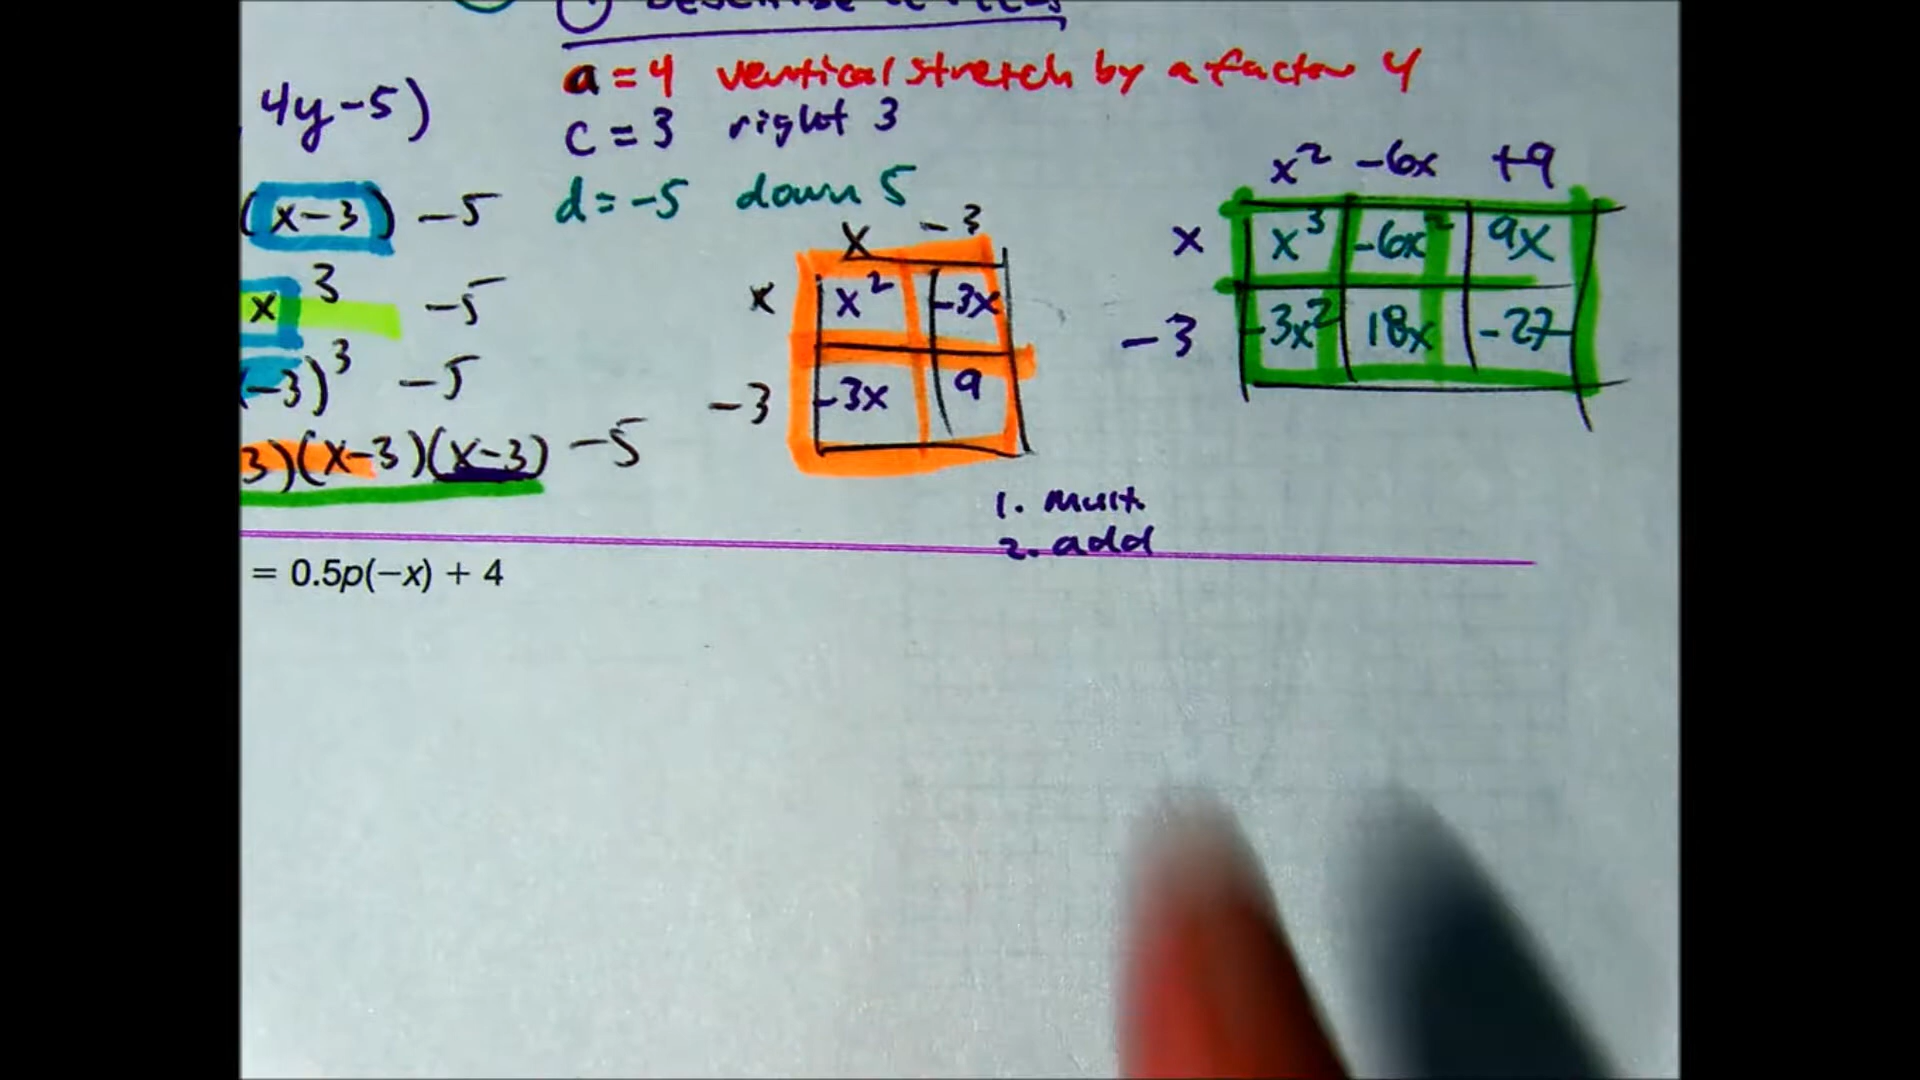 a = 4 vertical stretch by a factor 4
4y-5)
c = 3 right 3
d = -5 down 5
(x-3) -5
x 3 -5
-3)3 -5
3)(x-3)(x-3) -5
x -3
x x² -3x
-3 -3x 9
x² -6x +9
x x³ -6x² 9x
-3 -3x² 18x -27
1. mult
2. add
= 0.5p(−x) + 4